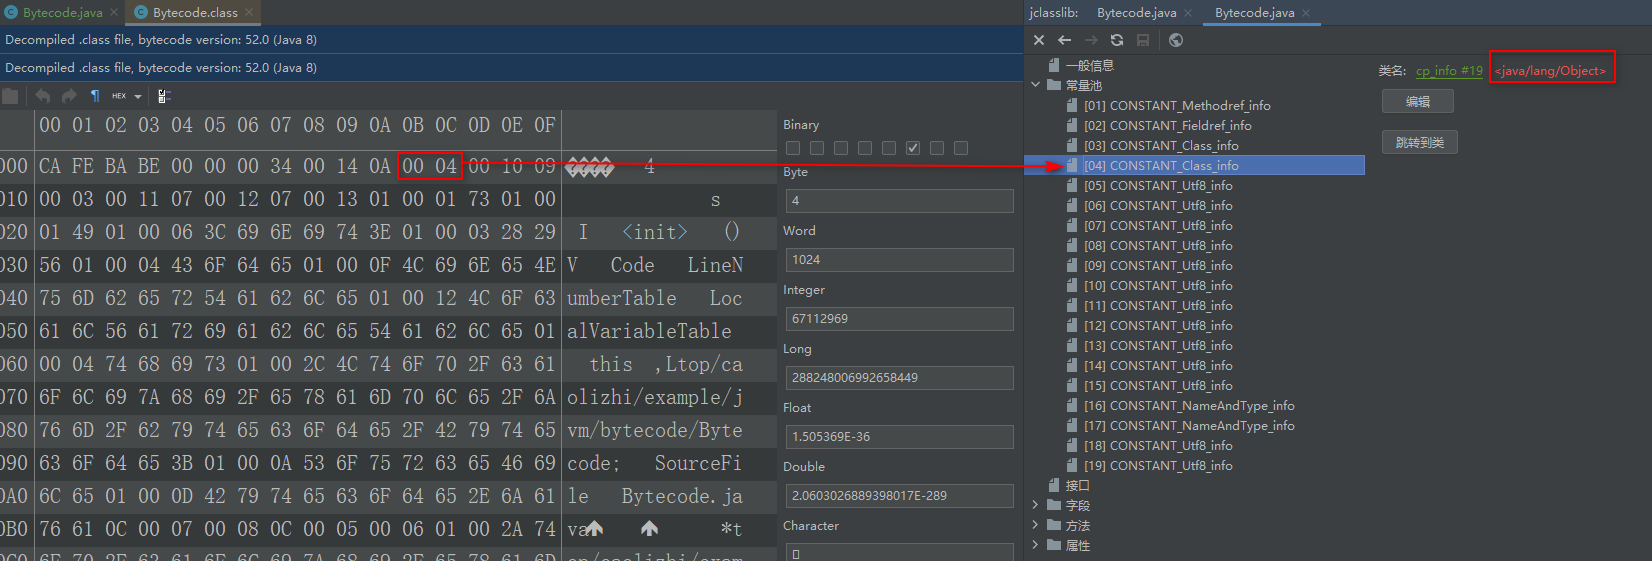 Bytecode.java
Bytecode.class
jclasslib:
Bytecode.java
Bytecode.java
Decompiled .class file, bytecode version: 52.0 (Java 8)
Decompiled .class file, bytecode version: 52.0 (Java 8)
HEX
00 01 02 03 04 05 06 07 08 09 0A 0B 0C 0D 0E 0F
000 CA FE BA BE 00 00 00 34 00 14 0A 00 04 00 10 09 4
010 00 03 00 11 07 00 12 07 00 13 01 00 01 73 01 00 s
020 01 49 01 00 06 3C 69 6E 69 74 3E 01 00 03 28 29 I <init> ()
030 56 01 00 04 43 6F 64 65 01 00 0F 4C 69 6E 65 4E V Code LineN
040 75 6D 62 65 72 54 61 62 6C 65 01 00 12 4C 6F 63 umberTable Loc
050 61 6C 56 61 72 69 61 62 6C 65 54 61 62 6C 65 01 alVariableTable
060 00 04 74 68 69 73 01 00 2C 4C 74 6F 70 2F 63 61 this ,Ltop/ca
070 6F 6C 69 7A 68 69 2F 65 78 61 6D 70 6C 65 2F 6A olizhi/example/j
080 76 6D 2F 62 79 74 65 63 6F 64 65 2F 42 79 74 65 vm/bytecode/Byte
090 63 6F 64 65 3B 01 00 0A 53 6F 75 72 63 65 46 69 code; SourceFi
0A0 6C 65 01 00 0D 42 79 74 65 63 6F 64 65 2E 6A 61 le Bytecode.ja
0B0 76 61 0C 00 07 00 08 0C 00 05 00 06 01 00 2A 74 va *t
Binary
Byte
4
Word
1024
Integer
67112969
Long
288248006992658449
Float
1.505369E-36
Double
2.0603026889398017E-289
Character
一般信息
常量池
[01] CONSTANT_Methodref_info
[02] CONSTANT_Fieldref_info
[03] CONSTANT_Class_info
[04] CONSTANT_Class_info
[05] CONSTANT_Utf8_info
[06] CONSTANT_Utf8_info
[07] CONSTANT_Utf8_info
[08] CONSTANT_Utf8_info
[09] CONSTANT_Utf8_info
[10] CONSTANT_Utf8_info
[11] CONSTANT_Utf8_info
[12] CONSTANT_Utf8_info
[13] CONSTANT_Utf8_info
[14] CONSTANT_Utf8_info
[15] CONSTANT_Utf8_info
[16] CONSTANT_NameAndType_info
[17] CONSTANT_NameAndType_info
[18] CONSTANT_Utf8_info
[19] CONSTANT_Utf8_info
接口
字段
方法
属性
类名: cp_info #19 <java/lang/Object>
编辑
跳转到类